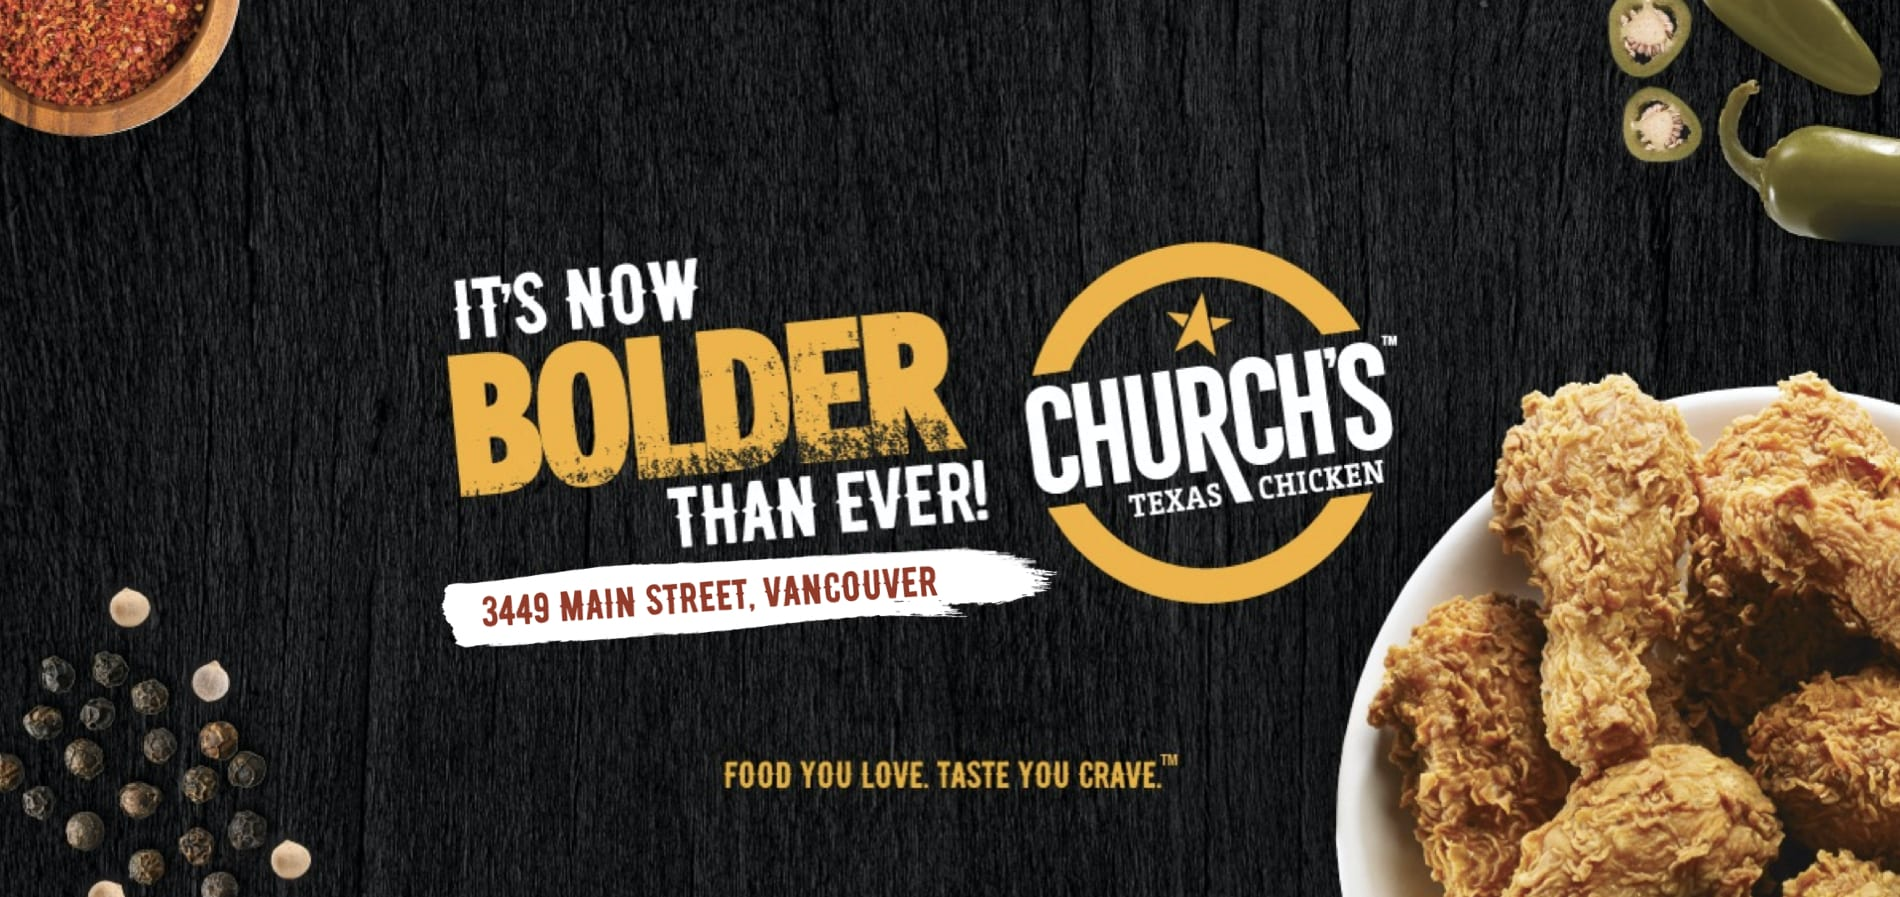 IT'S NOW
BOLDER
THAN EVER!
3449 MAIN STREET, VANCOUVER
CHURCH'S™
TEXAS CHICKEN
FOOD YOU LOVE. TASTE YOU CRAVE.™